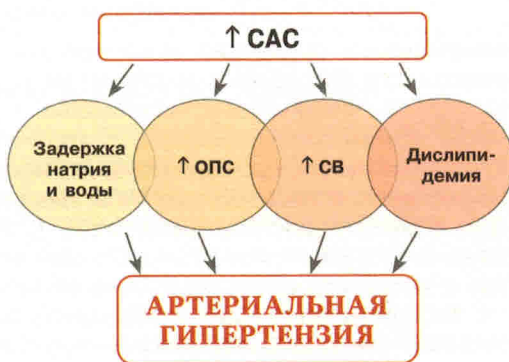 ↑ САС
Задержка
натрия
и воды
↑ ОПС
↑ СВ
Дислипи-
демия
АРТЕРИАЛЬНАЯ
ГИПЕРТЕНЗИЯ